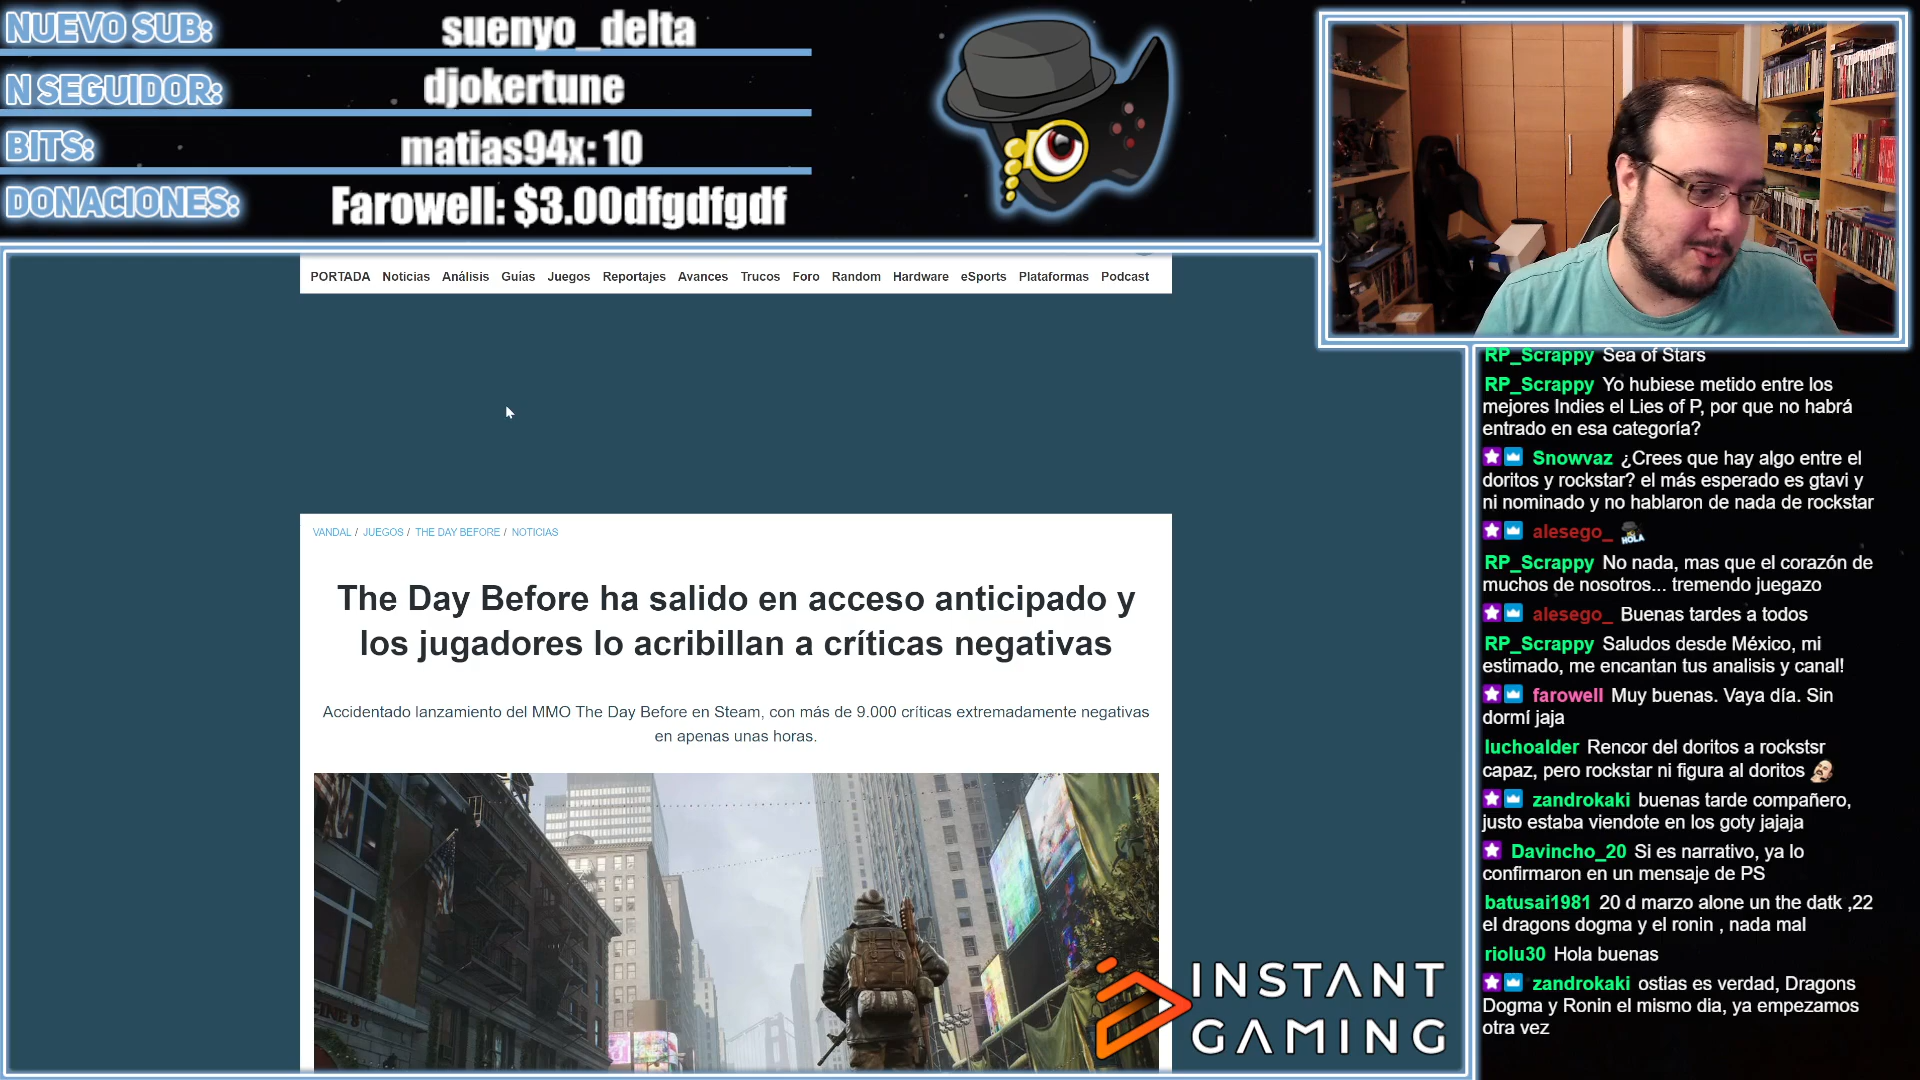 NUEVO SUB:
suenyo_delta
N SEGUIDOR:
djokertune
BITS:
matias94x: 10
DONACIONES:
Farowell: $3.00dfgdfgdf
PORTADA Noticias Análisis Guías Juegos Reportajes Avances Trucos Foro Random Hardware eSports Plataformas Podcast
VANDAL / JUEGOS / THE DAY BEFORE / NOTICIAS
The Day Before ha salido en acceso anticipado y
los jugadores lo acribillan a críticas negativas
Accidentado lanzamiento del MMO The Day Before en Steam, con más de 9.000 críticas extremadamente negativas
en apenas unas horas.
INSTANT
GAMING
RP_Scrappy Sea of Stars
RP_Scrappy Yo hubiese metido entre los
mejores Indies el Lies of P, por que no habrá
entrado en esa categoría?
Snowvaz ¿Crees que hay algo entre el
doritos y rockstar? el más esperado es gtavi y
ni nominado y no hablaron de nada de rockstar
alesego_ HOLA
RP_Scrappy No nada, mas que el corazón de
muchos de nosotros... tremendo juegazo
alesego_ Buenas tardes a todos
RP_Scrappy Saludos desde México, mi
estimado, me encantan tus analisis y canal!
farowell Muy buenas. Vaya día. Sin
dormí jaja
luchoalder Rencor del doritos a rockstsr
capaz, pero rockstar ni figura al doritos
zandrokaki buenas tarde compañero,
justo estaba viendote en los goty jajaja
Davincho_20 Si es narrativo, ya lo
confirmaron en un mensaje de PS
batusai1981 20 d marzo alone un the datk ,22
el dragons dogma y el ronin , nada mal
riolu30 Hola buenas
zandrokaki ostias es verdad, Dragons
Dogma y Ronin el mismo dia, ya empezamos
otra vez